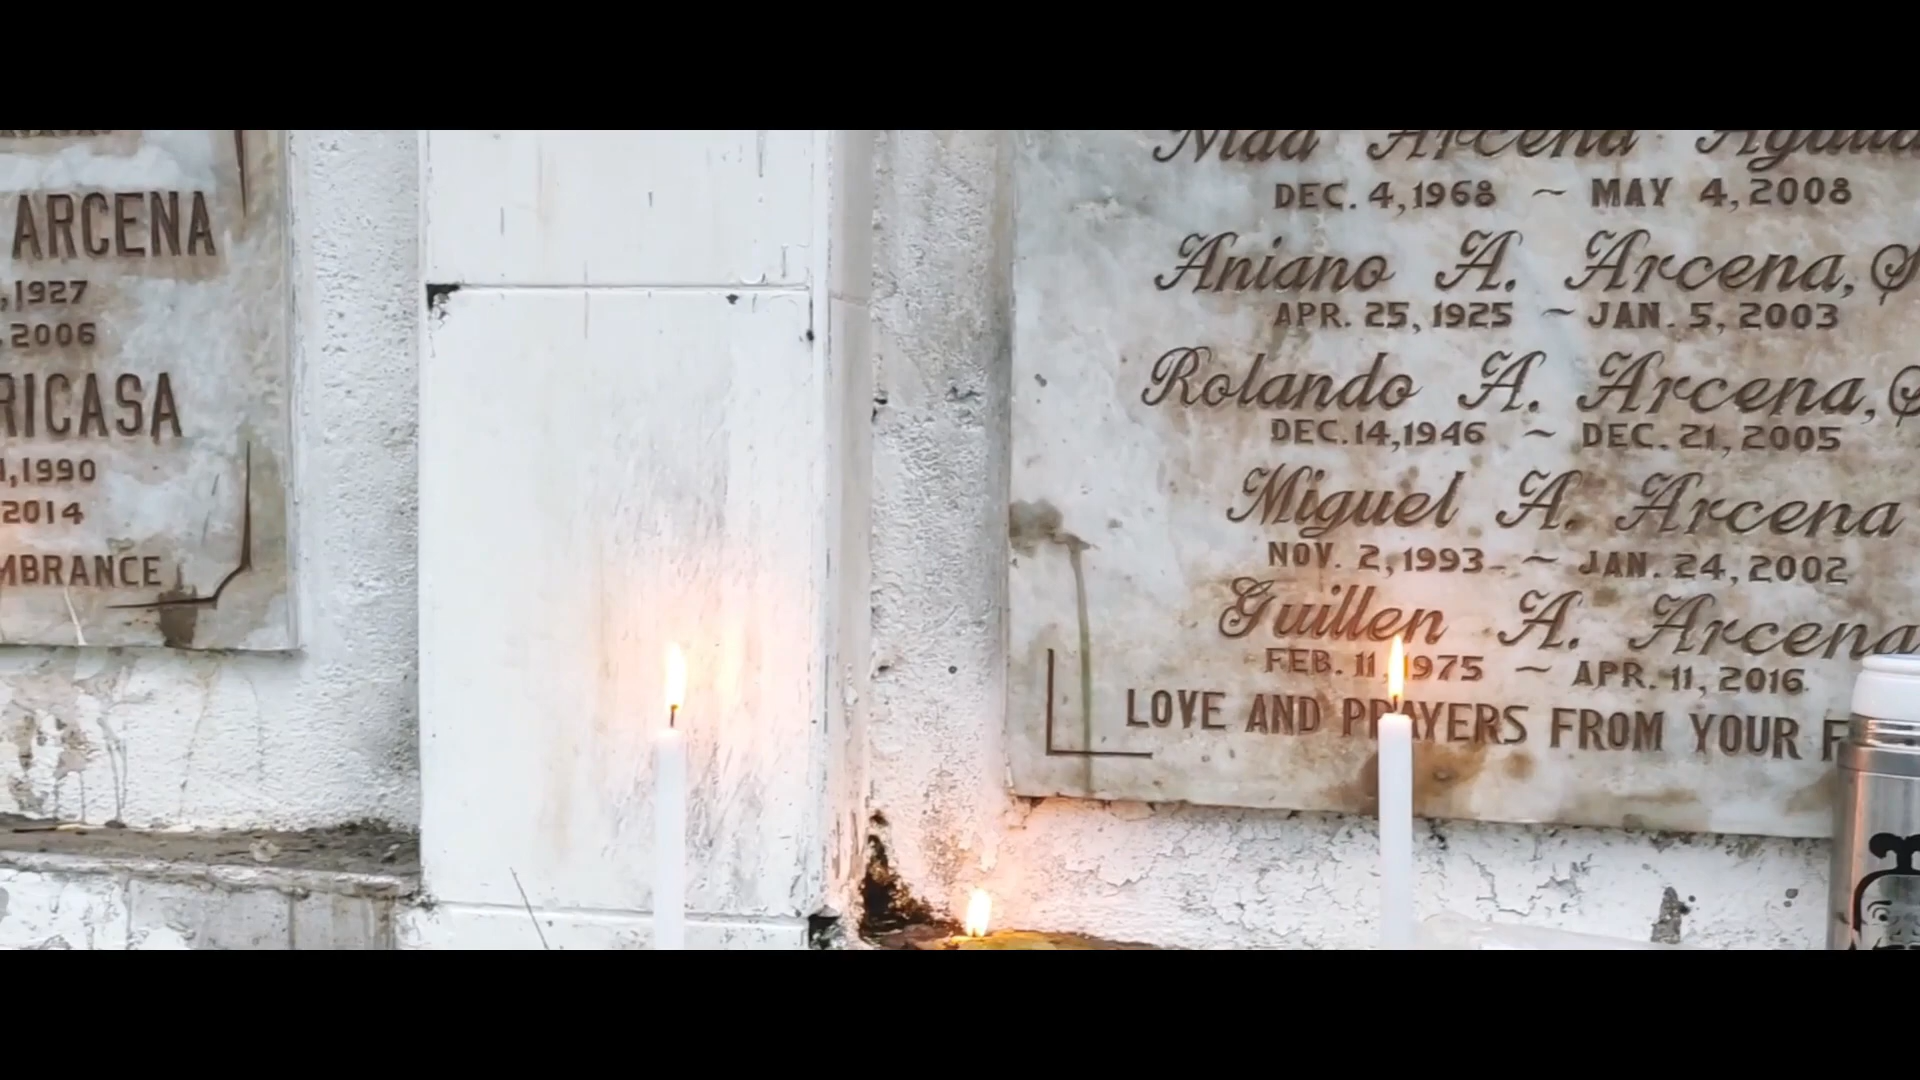 ARCENA
,1927
2006
RICASA
1,1990
2014
MBRANCE
Arcena
DEC. 4,1968 ~ MAY 4,2008
Aniano A. Arcena, S
APR. 25, 1925 ~ JAN. 5, 2003
Rolando A. Arcena, S
DEC. 14,1946 ~ DEC. 21, 2005
Miguel A. Arcena
NOV. 2,1993 ~ JAN. 24, 2002
Guillen A. Arcena
FEB. 11,1975 ~ APR. 11, 2016
LOVE AND PRAYERS FROM YOUR F